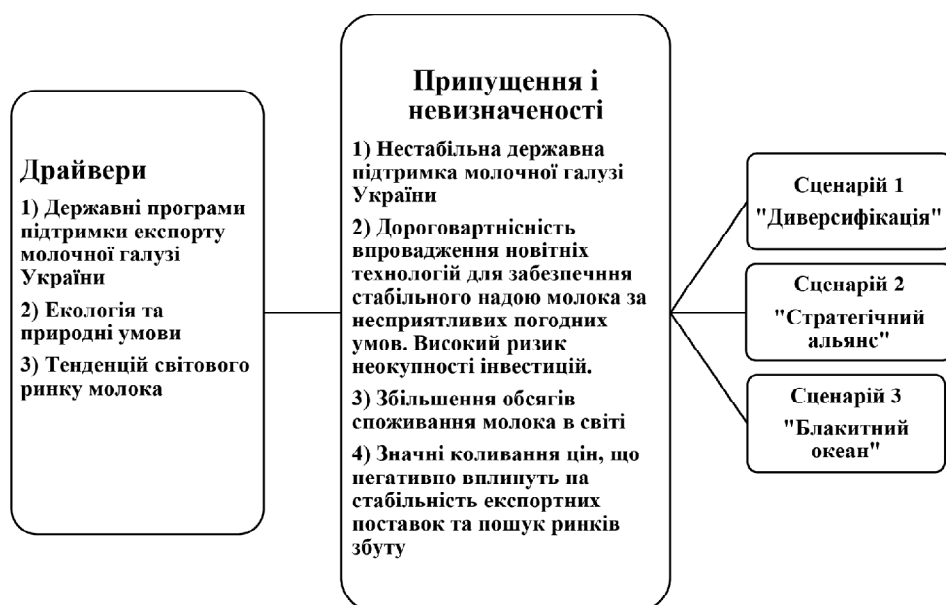 Драйвери
1) Державні програми
підтримки експорту
молочної галузі
України
2) Екологія та
природні умови
3) Тенденцій світового
ринку молока
Припущення і
невизначеності
1) Нестабільна державна
підтримка молочної галузі
України
2) Дороговартнісність
впровадження новітніх
технологій для забезпечння
стабільного надою молока за
несприятливих погодних
умов. Високий ризик
неокупності інвестицій.
3) Збільшення обсягів
споживання молока в світі
4) Значні коливання цін, що
негативно вплинуть на
стабільність експортних
поставок та пошук ринків
збуту
Сценарій 1
"Диверсифікація"
Сценарій 2
"Стратегічний
альянс"
Сценарій 3
"Блакитний
океан"